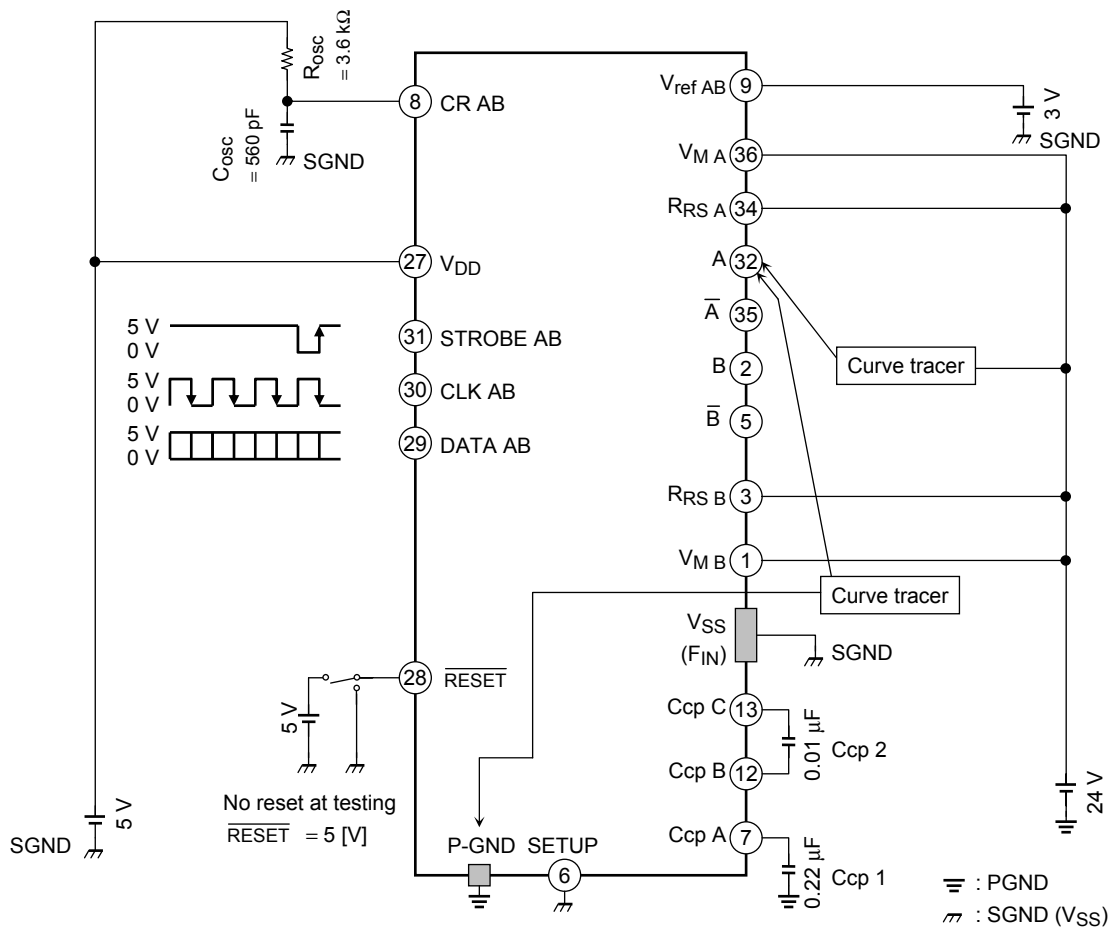 Rosc
= 3.6 kΩ
Cosc
= 560 pF
SGND
8 CR AB
27 VDD
5 V
0 V
31 STROBE AB
5 V
0 V
30 CLK AB
5 V
0 V
29 DATA AB
28 RESET
5 V
No reset at testing
RESET = 5 [V]
5 V
SGND
P-GND
SETUP
6
Vref AB 9
3 V
SGND
VM A 36
RRS A 34
A 32
A 35
B 2
B 5
Curve tracer
RRS B 3
VM B 1
Curve tracer
VSS
(FIN)
SGND
Ccp C 13
0.01 µF
Ccp 2
Ccp B 12
Ccp A 7
0.22 µF
Ccp 1
24 V
: PGND
: SGND (VSS)